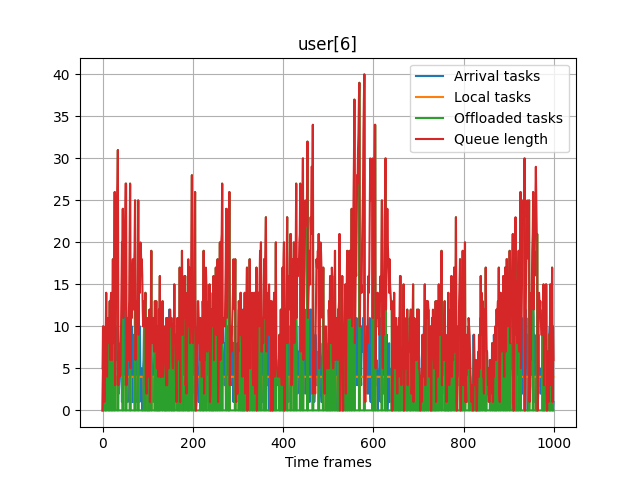 user[6]
Arrival tasks
Local tasks
Offloaded tasks
Queue length
40
35
30
25
20
15
10
5
0
0 200 400 600 800 1000
Time frames